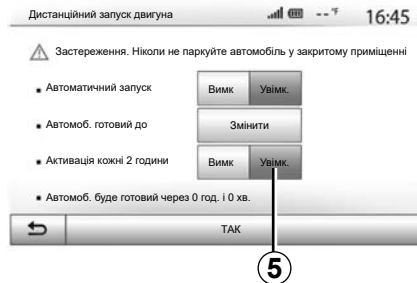 Дистанційний запуск двигуна
--°F
16:45
Застереження. Ніколи не паркуйте автомобіль у закритому приміщенні
Автоматичний запуск Вимк Увімк.
Автомоб. готовий до Змінити
Активація кожні 2 години Вимк Увімк.
Автомоб. буде готовий через 0 год. і 0 хв.
ТАК
5